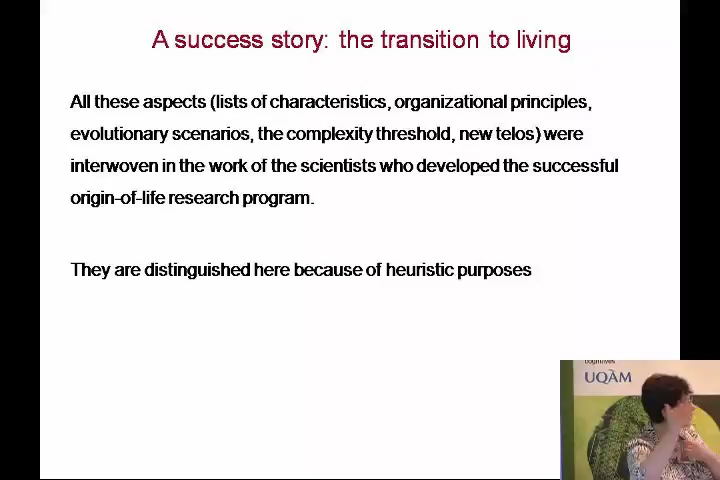 A success story: the transition to living
All these aspects (lists of characteristics, organizational principles,
evolutionary scenarios, the complexity threshold, new telos) were
interwoven in the work of the scientists who developed the successful
origin-of-life research program.
They are distinguished here because of heuristic purposes
cognitives
UQÀM